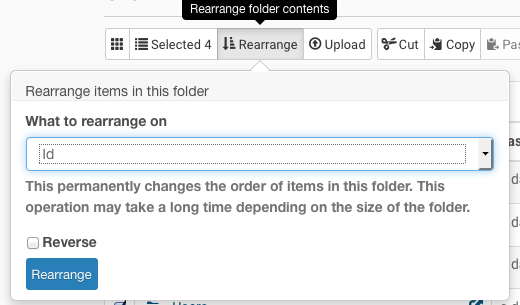 Rearrange folder contents
Selected 4 Rearrange Upload Cut Copy Pas
Rearrange items in this folder
What to rearrange on
Id
This permanently changes the order of items in this folder. This
operation may take a long time depending on the size of the folder.
Reverse
Rearrange